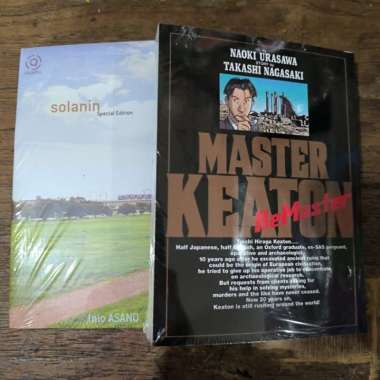 solanin
Special Edition
Inio ASANO
NAOKI URASAWA
STORY BY
TAKASHI NAGASAKI
MASTER
KEATON
ReMaster
Taichi Hiraga Keaton...
Half Japanese, half English, an Oxford graduate, ex-SAS sergeant,
operative and archaeologist.
10 years ago after he excavated ancient ruins that
could be the origin of European civilization,
he tried to give up his operative job to concentrate
on archaeological research.
But requests from clients asking for
his help in solving mysteries,
murders and the like have never ceased.
Now 20 years on,
Keaton is still rushing around the world!